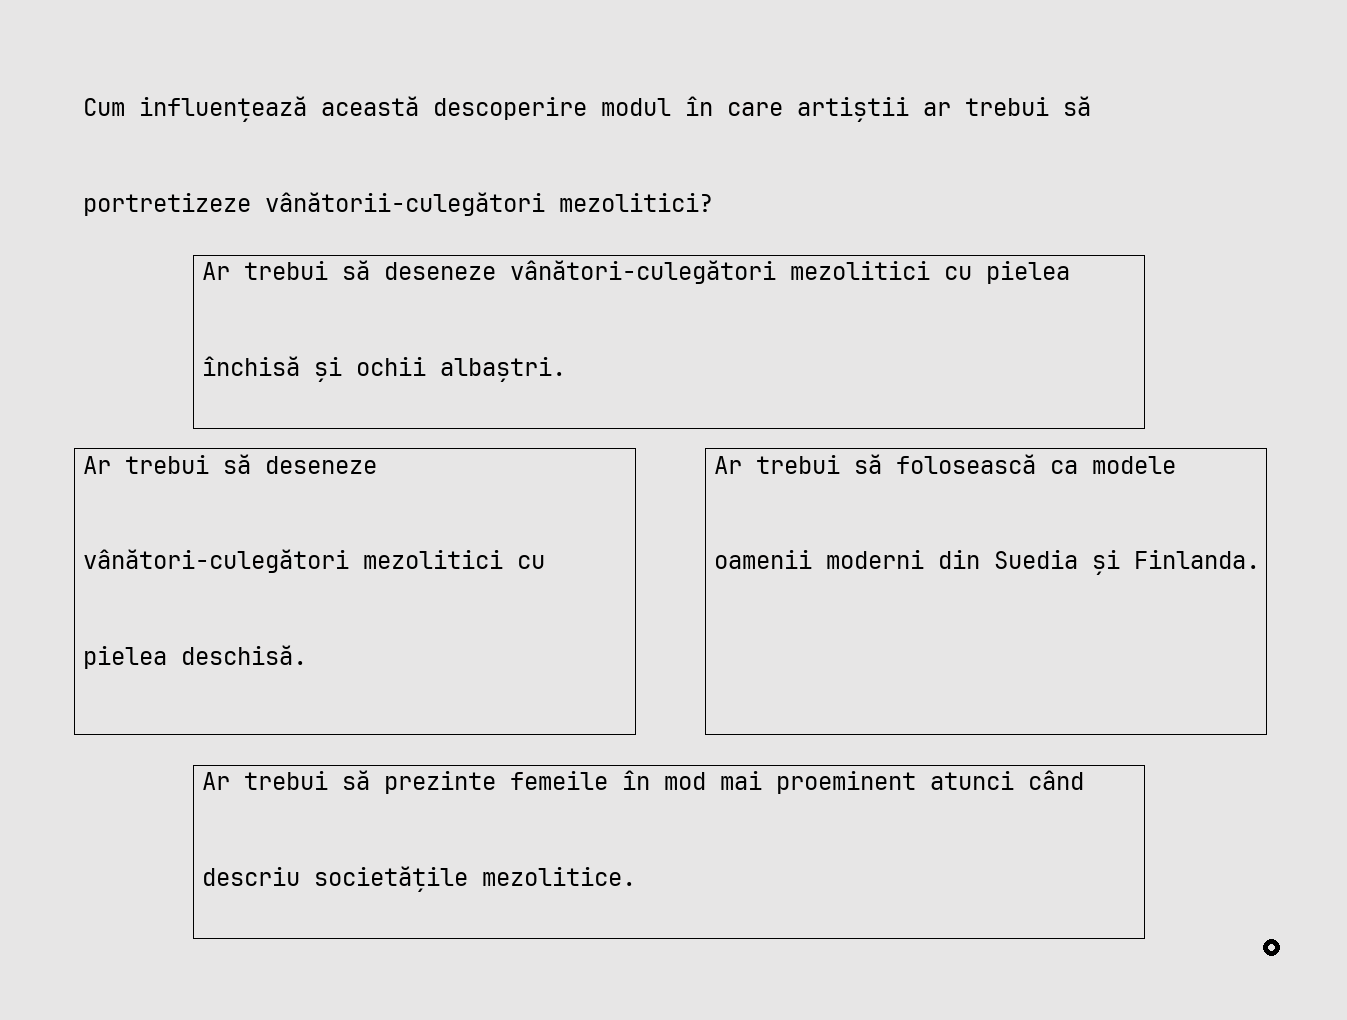 Cum influențează această descoperire modul în care artiștii ar trebui să
portretizeze vânătorii-culegători mezolitici?
Ar trebui să deseneze vânători-culegători mezolitici cu pielea
închisă și ochii albaștri.
Ar trebui să deseneze
vânători-culegători mezolitici cu
pielea deschisă.
Ar trebui să folosească ca modele
oamenii moderni din Suedia și Finlanda.
Ar trebui să prezinte femeile în mod mai proeminent atunci când
descriu societățile mezolitice.